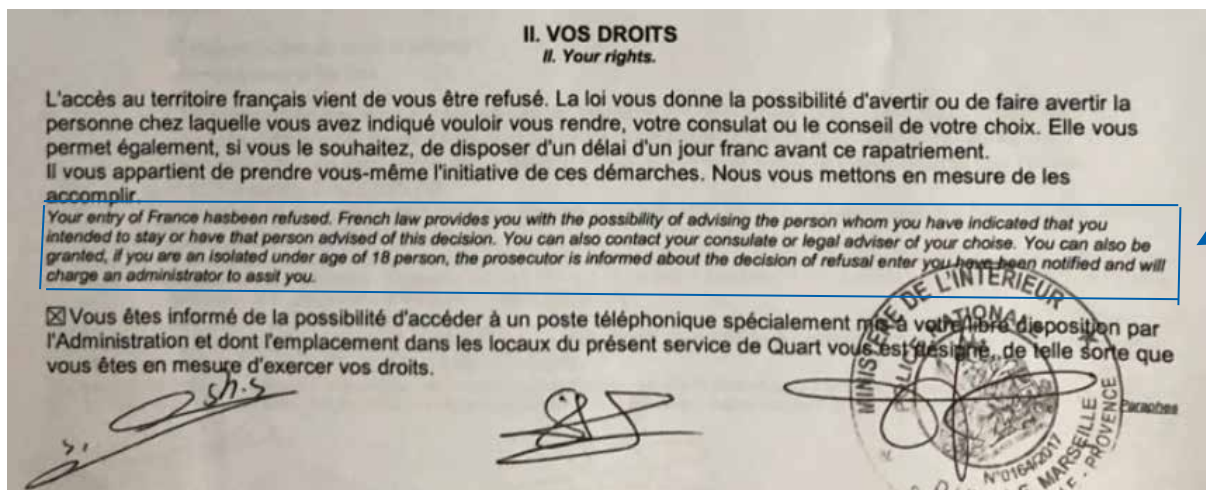 II. VOS DROITS
II. Your rights.
L'accès au territoire français vient de vous être refusé. La loi vous donne la possibilité d'avertir ou de faire avertir la
personne chez laquelle vous avez indiqué vouloir vous rendre, votre consulat ou le conseil de votre choix. Elle vous
permet également, si vous le souhaitez, de disposer d'un délai d'un jour franc avant ce rapatriement.
Il vous appartient de prendre vous-même l'initiative de ces démarches. Nous vous mettons en mesure de les
accomplir.
Your entry of France hasbeen refused. French law provides you with the possibility of advising the person whom you have indicated that you
intended to stay or have that person advised of this decision. You can also contact your consulate or legal adviser of your choise. You can also be
granted, if you are an isolated under age of 18 person, the prosecutor is informed about the decision of refusal enter you have been notified and will
charge an administrator to assit you.
☒ Vous êtes informé de la possibilité d'accéder à un poste téléphonique spécialement mis à votre libre disposition par
l'Administration et dont l'emplacement dans les locaux du présent service de Quart vous est désigné, de telle sorte que
vous êtes en mesure d'exercer vos droits.
Paraphes
MINISTERE DE L'INTERIEUR
POLICE NATIONALE
N°0164/2017
MARSEILLE
PROVENCE